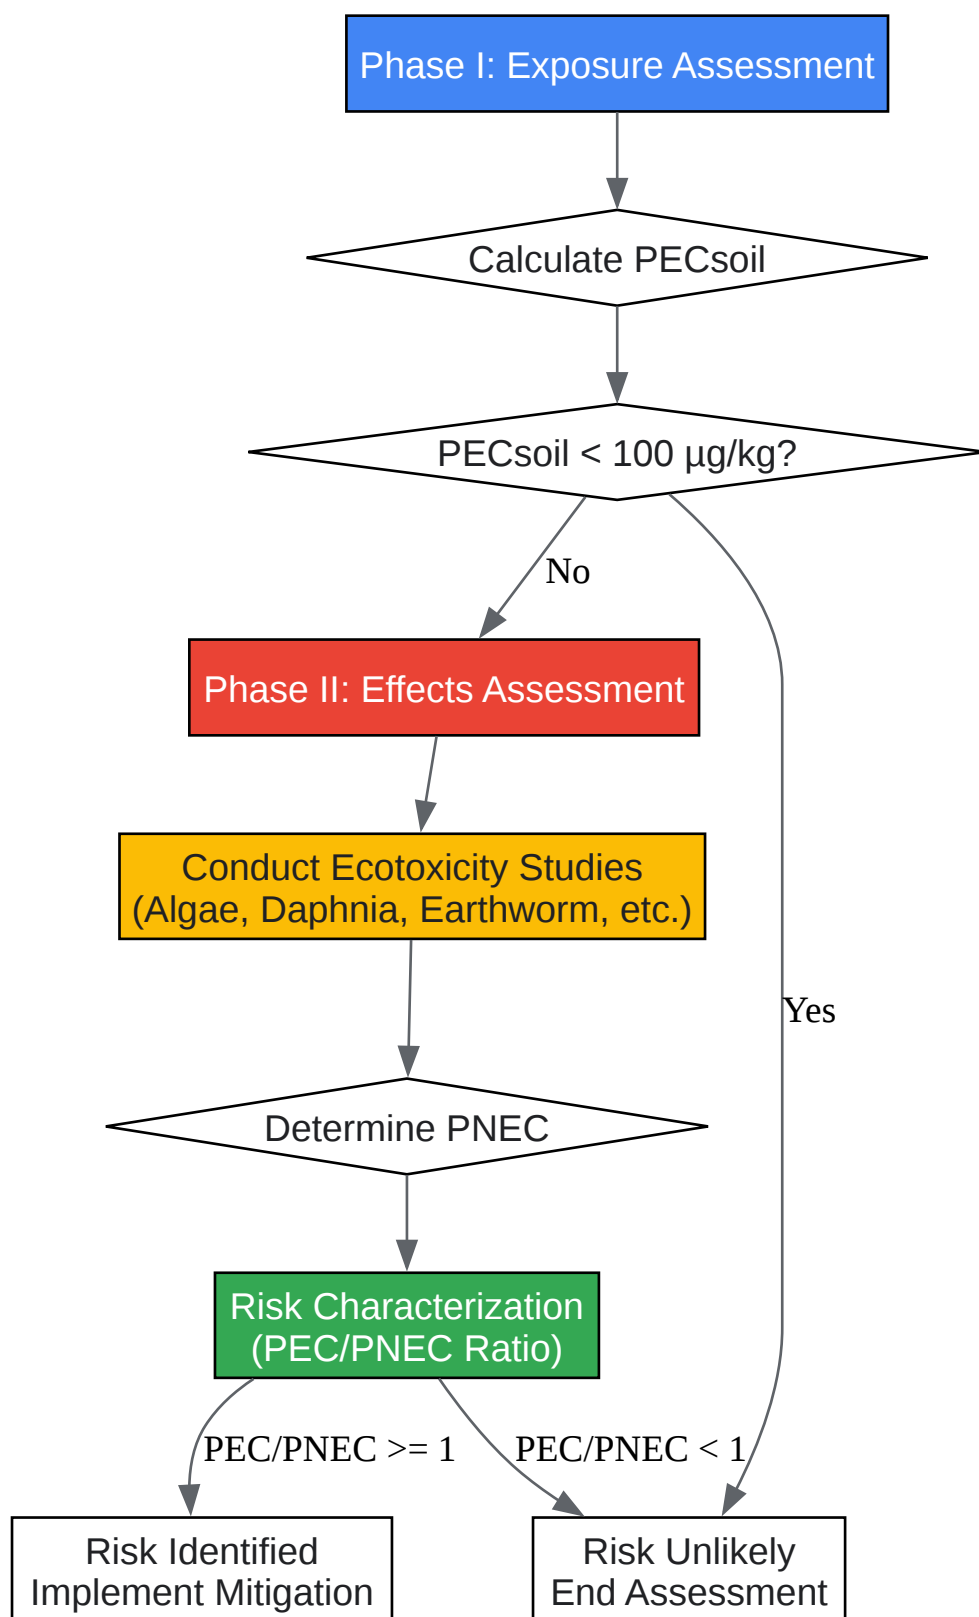 Phase I: Exposure Assessment
Calculate PECsoil
PECsoil < 100 µg/kg?
No
Phase II: Effects Assessment
Conduct Ecotoxicity Studies
(Algae, Daphnia, Earthworm, etc.)
Yes
Determine PNEC
Risk Characterization
(PEC/PNEC Ratio)
PEC/PNEC >= 1
PEC/PNEC < 1
Risk Identified
Implement Mitigation
Risk Unlikely
End Assessment